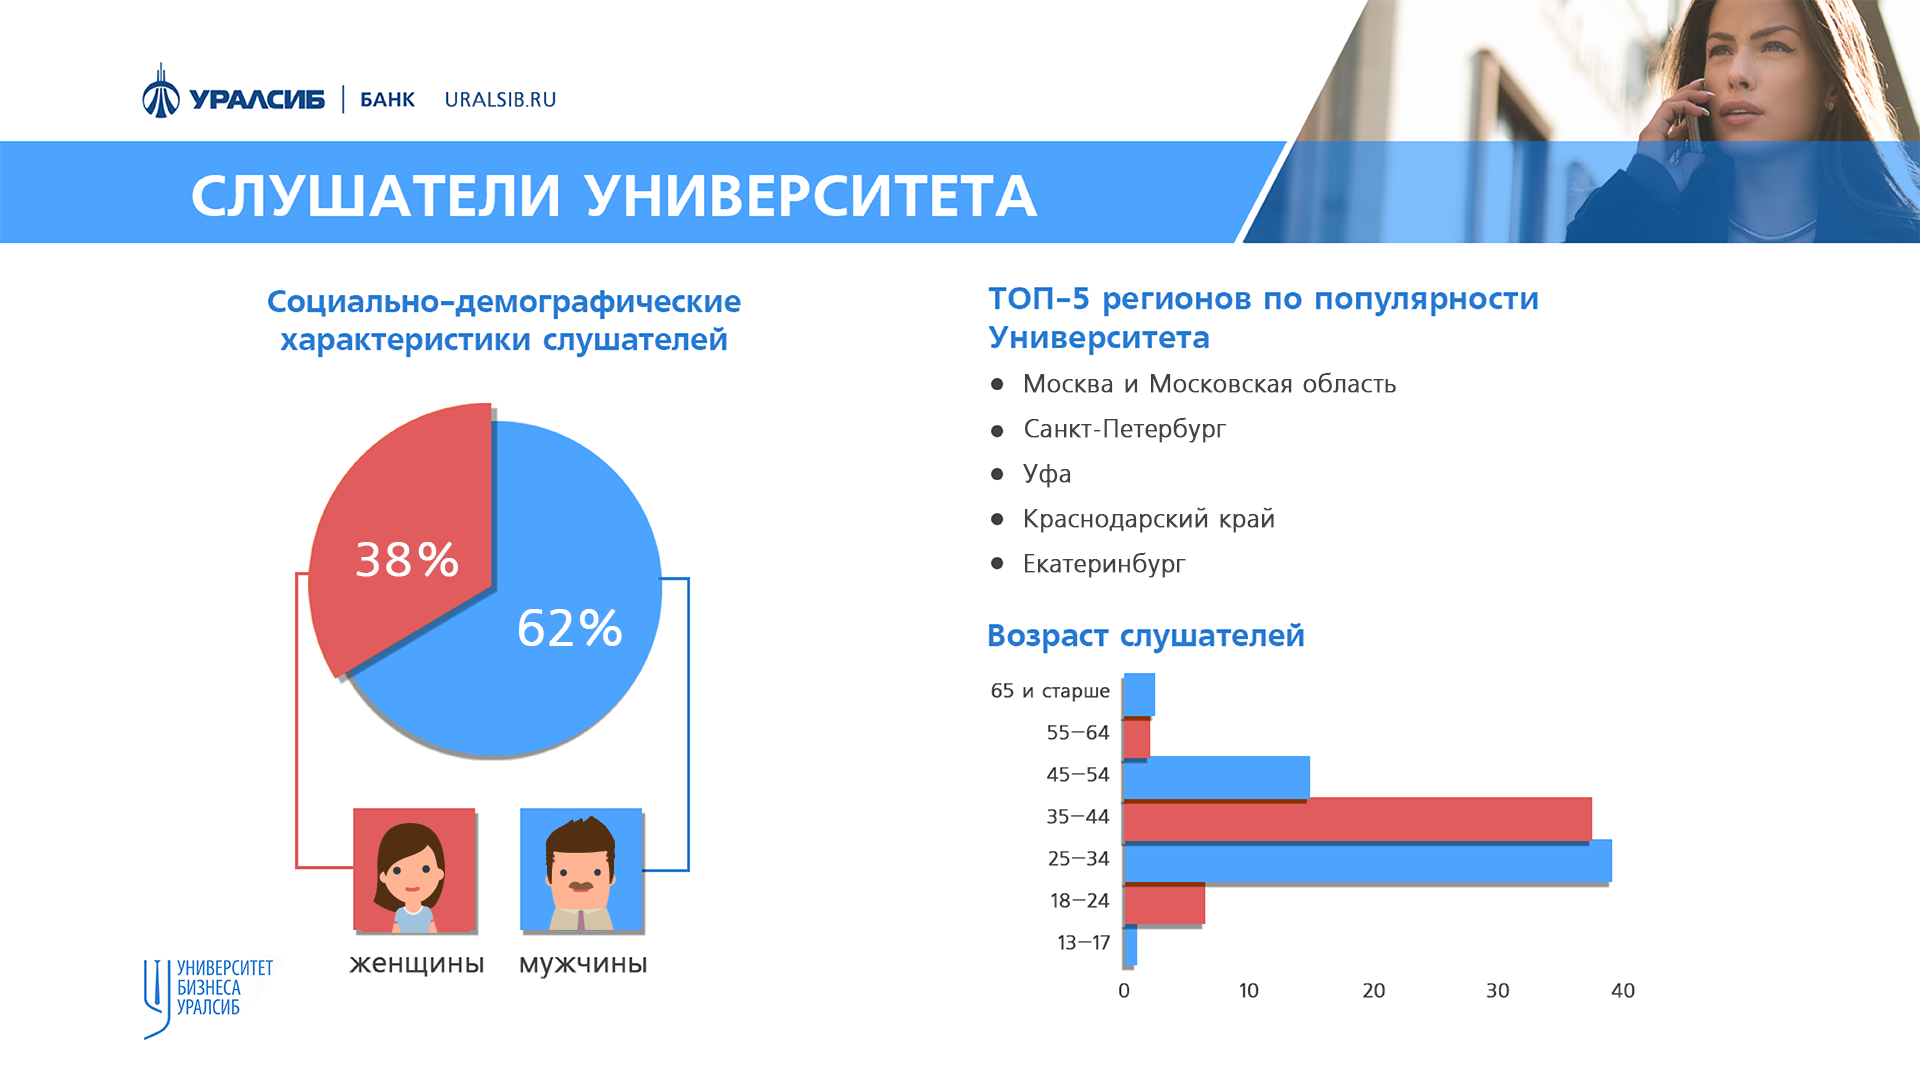 УРАЛСИБ | БАНК URALSIB.RU
СЛУШАТЕЛИ УНИВЕРСИТЕТА
Социально-демографические
характеристики слушателей
38%
62%
женщины мужчины
УНИВЕРСИТЕТ
БИЗНЕСА
УРАЛСИБ
ТОП-5 регионов по популярности
Университета
● Москва и Московская область
● Санкт-Петербург
● Уфа
● Краснодарский край
● Екатеринбург
Возраст слушателей
65 и старше
55–64
45–54
35–44
25–34
18–24
13–17
0 10 20 30 40